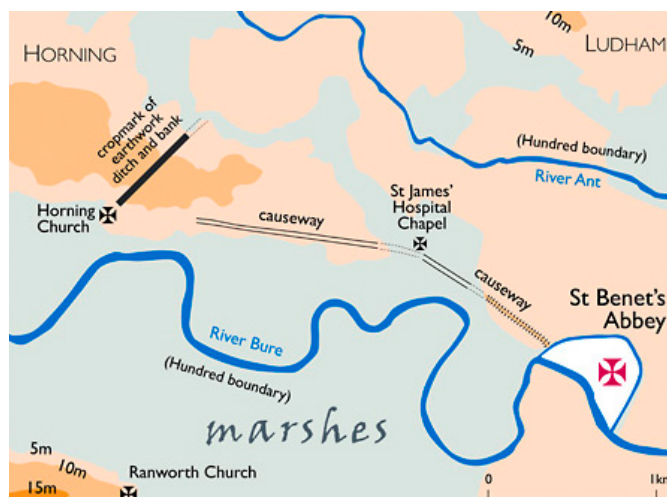 HORNING
10m
5m
LUDHAM
cropmark of
earthwork
ditch and bank
(Hundred boundary)
River Ant
St James'
Hospital
Chapel
Horning
Church
causeway
causeway
St Benet's
Abbey
River Bure
(Hundred boundary)
marshes
5m
10m
15m
Ranworth Church
0
1km